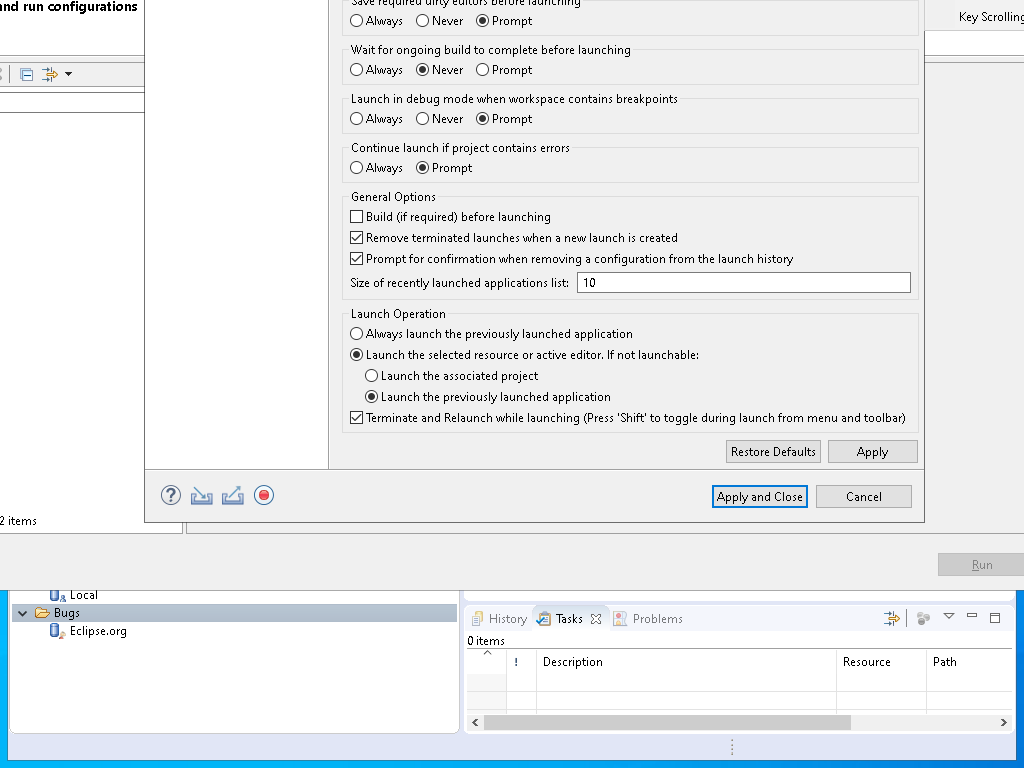 and run configurations
Save required dirty editors before launching
Key Scrolling
Always Never Prompt
Wait for ongoing build to complete before launching
Always Never Prompt
Launch in debug mode when workspace contains breakpoints
Always Never Prompt
Continue launch if project contains errors
Always Prompt
General Options
Build (if required) before launching
Remove terminated launches when a new launch is created
Prompt for confirmation when removing a configuration from the launch history
Size of recently launched applications list: 10
Launch Operation
Always launch the previously launched application
Launch the selected resource or active editor. If not launchable:
Launch the associated project
Launch the previously launched application
Terminate and Relaunch while launching (Press 'Shift' to toggle during launch from menu and toolbar)
Restore Defaults Apply
Apply and Close Cancel
2 items
Run
Local
Bugs
Eclipse.org
History Tasks Problems
0 items
! Description Resource Path